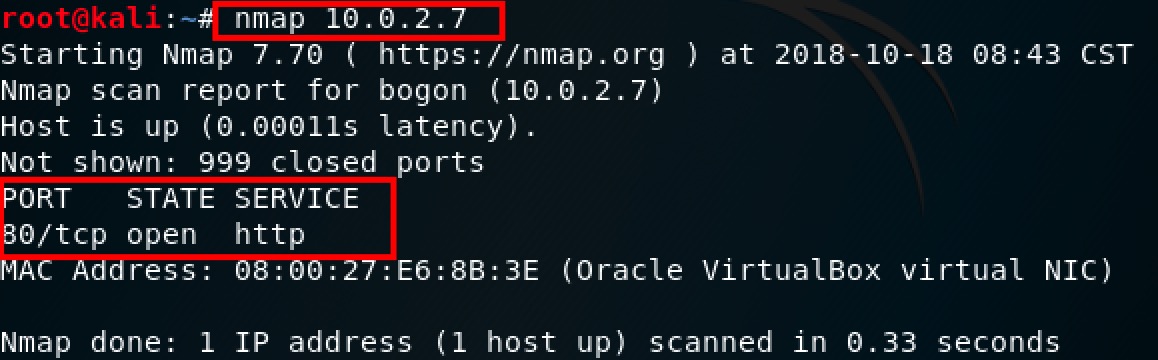 root@kali:~# nmap 10.0.2.7
Starting Nmap 7.70 ( https://nmap.org ) at 2018-10-18 08:43 CST
Nmap scan report for bogon (10.0.2.7)
Host is up (0.00011s latency).
Not shown: 999 closed ports
PORT   STATE SERVICE
80/tcp open  http
MAC Address: 08:00:27:E6:8B:3E (Oracle VirtualBox virtual NIC)
Nmap done: 1 IP address (1 host up) scanned in 0.33 seconds